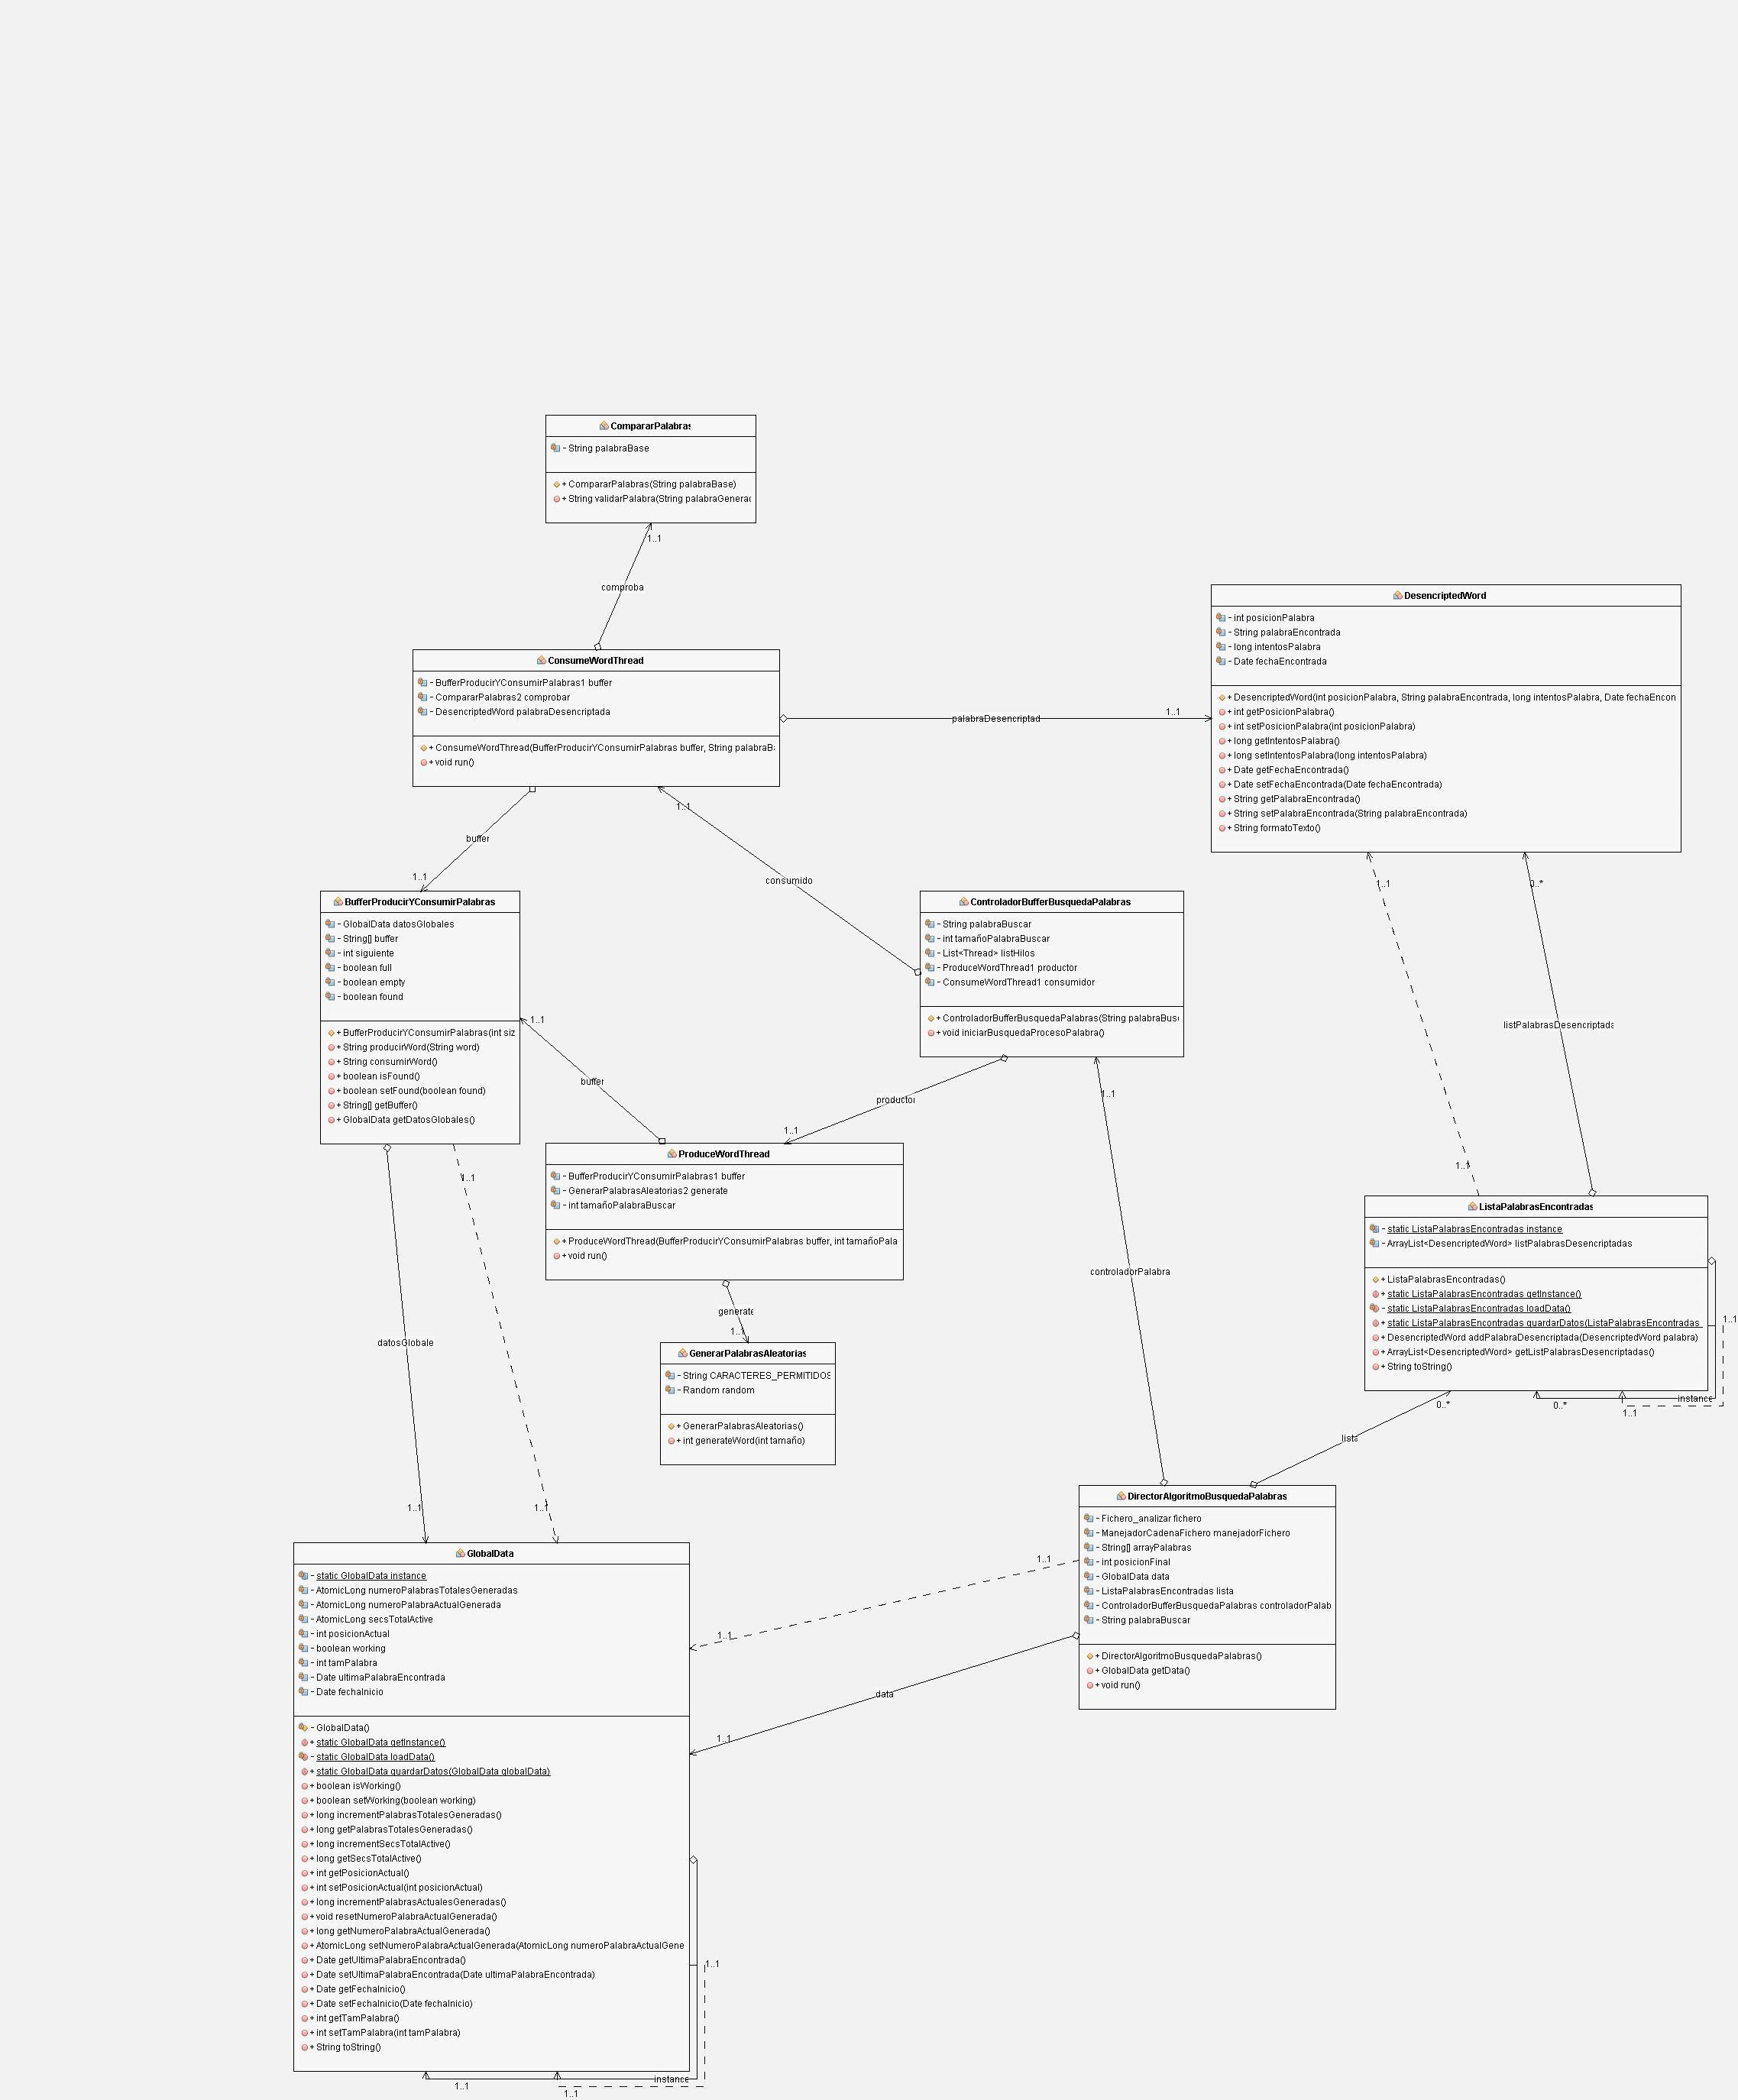 CompararPalabras
- String palabraBase
+ CompararPalabras(String palabraBase)
+ String validarPalabra(String palabraGenerad
1..1
comproba
ConsumeWordThread
- BufferProducirYConsumirPalabras1 buffer
- CompararPalabras2 comprobar
- DesencriptedWord palabraDesencriptada
+ ConsumeWordThread(BufferProducirYConsumirPalabras buffer, String palabraBa
+ void run()
palabraDesencriptad
1..1
DesencriptedWord
- int posicionPalabra
- String palabraEncontrada
- long intentosPalabra
- Date fechaEncontrada
+ DesencriptedWord(int posicionPalabra, String palabraEncontrada, long intentosPalabra, Date fechaEncon
+ int getPosicionPalabra()
+ int setPosicionPalabra(int posicionPalabra)
+ long getIntentosPalabra()
+ long setIntentosPalabra(long intentosPalabra)
+ Date getFechaEncontrada()
+ Date setFechaEncontrada(Date fechaEncontrada)
+ String getPalabraEncontrada()
+ String setPalabraEncontrada(String palabraEncontrada)
+ String formatoTexto()
1..1
0..*
listPalabrasDesencriptada
1..1
buffer
1..1
1..1
consumido
BufferProducirYConsumirPalabras
- GlobalData datosGlobales
- String[] buffer
- int siguiente
- boolean full
- boolean empty
- boolean found
+ BufferProducirYConsumirPalabras(int siz
+ String producirWord(String word)
+ String consumirWord()
+ boolean isFound()
+ boolean setFound(boolean found)
+ String[] getBuffer()
+ GlobalData getDatosGlobales()
1..1
buffer
ControladorBufferBusquedaPalabras
- String palabraBuscar
- int tamañoPalabraBuscar
- List<Thread> listHilos
- ProduceWordThread1 productor
- ConsumeWordThread1 consumidor
+ ControladorBufferBusquedaPalabras(String palabraBusc
+ void iniciarBusquedaProcesoPalabra()
productor
1..1
1..1
controladorPalabra
ProduceWordThread
- BufferProducirYConsumirPalabras1 buffer
- GenerarPalabrasAleatorias2 generate
- int tamañoPalabraBuscar
+ ProduceWordThread(BufferProducirYConsumirPalabras buffer, int tamañoPala
+ void run()
generate
1..1
GenerarPalabrasAleatorias
- String CARACTERES_PERMITIDOS
- Random random
+ GenerarPalabrasAleatorias()
+ int generateWord(int tamaño)
ListaPalabrasEncontradas
- static ListaPalabrasEncontradas instance
- ArrayList<DesencriptedWord> listPalabrasDesencriptadas
+ ListaPalabrasEncontradas()
+ static ListaPalabrasEncontradas getInstance()
- static ListaPalabrasEncontradas loadData()
+ static ListaPalabrasEncontradas guardarDatos(ListaPalabrasEncontradas
+ DesencriptedWord addPalabraDesencriptada(DesencriptedWord palabra)
+ ArrayList<DesencriptedWord> getListPalabrasDesencriptadas()
+ String toString()
1..1
instance
0..*
0..*
1..1
lista
1..1
datosGlobale
1..1
1..1
DirectorAlgoritmoBusquedaPalabras
- Fichero_analizar fichero
- ManejadorCadenaFichero manejadorFichero
- String[] arrayPalabras
- int posicionFinal
- GlobalData data
- ListaPalabrasEncontradas lista
- ControladorBufferBusquedaPalabras controladorPalab
- String palabraBuscar
+ DirectorAlgoritmoBusquedaPalabras()
+ GlobalData getData()
+ void run()
1..1
1..1
data
1..1
GlobalData
- static GlobalData instance
- AtomicLong numeroPalabrasTotalesGeneradas
- AtomicLong numeroPalabraActualGenerada
- AtomicLong secsTotalActive
- int posicionActual
- boolean working
- int tamPalabra
- Date ultimaPalabraEncontrada
- Date fechaInicio
- GlobalData()
+ static GlobalData getInstance()
- static GlobalData loadData()
+ static GlobalData guardarDatos(GlobalData globalData)
+ boolean isWorking()
+ boolean setWorking(boolean working)
+ long incrementPalabrasTotalesGeneradas()
+ long getPalabrasTotalesGeneradas()
+ long incrementSecsTotalActive()
+ long getSecsTotalActive()
+ int getPosicionActual()
+ int setPosicionActual(int posicionActual)
+ long incrementPalabrasActualesGeneradas()
+ void resetNumeroPalabraActualGenerada()
+ long getNumeroPalabraActualGenerada()
+ AtomicLong setNumeroPalabraActualGenerada(AtomicLong numeroPalabraActualGene
+ Date getUltimaPalabraEncontrada()
+ Date setUltimaPalabraEncontrada(Date ultimaPalabraEncontrada)
+ Date getFechaInicio()
+ Date setFechaInicio(Date fechaInicio)
+ int getTamPalabra()
+ int setTamPalabra(int tamPalabra)
+ String toString()
1..1
instance
1..1
1..1